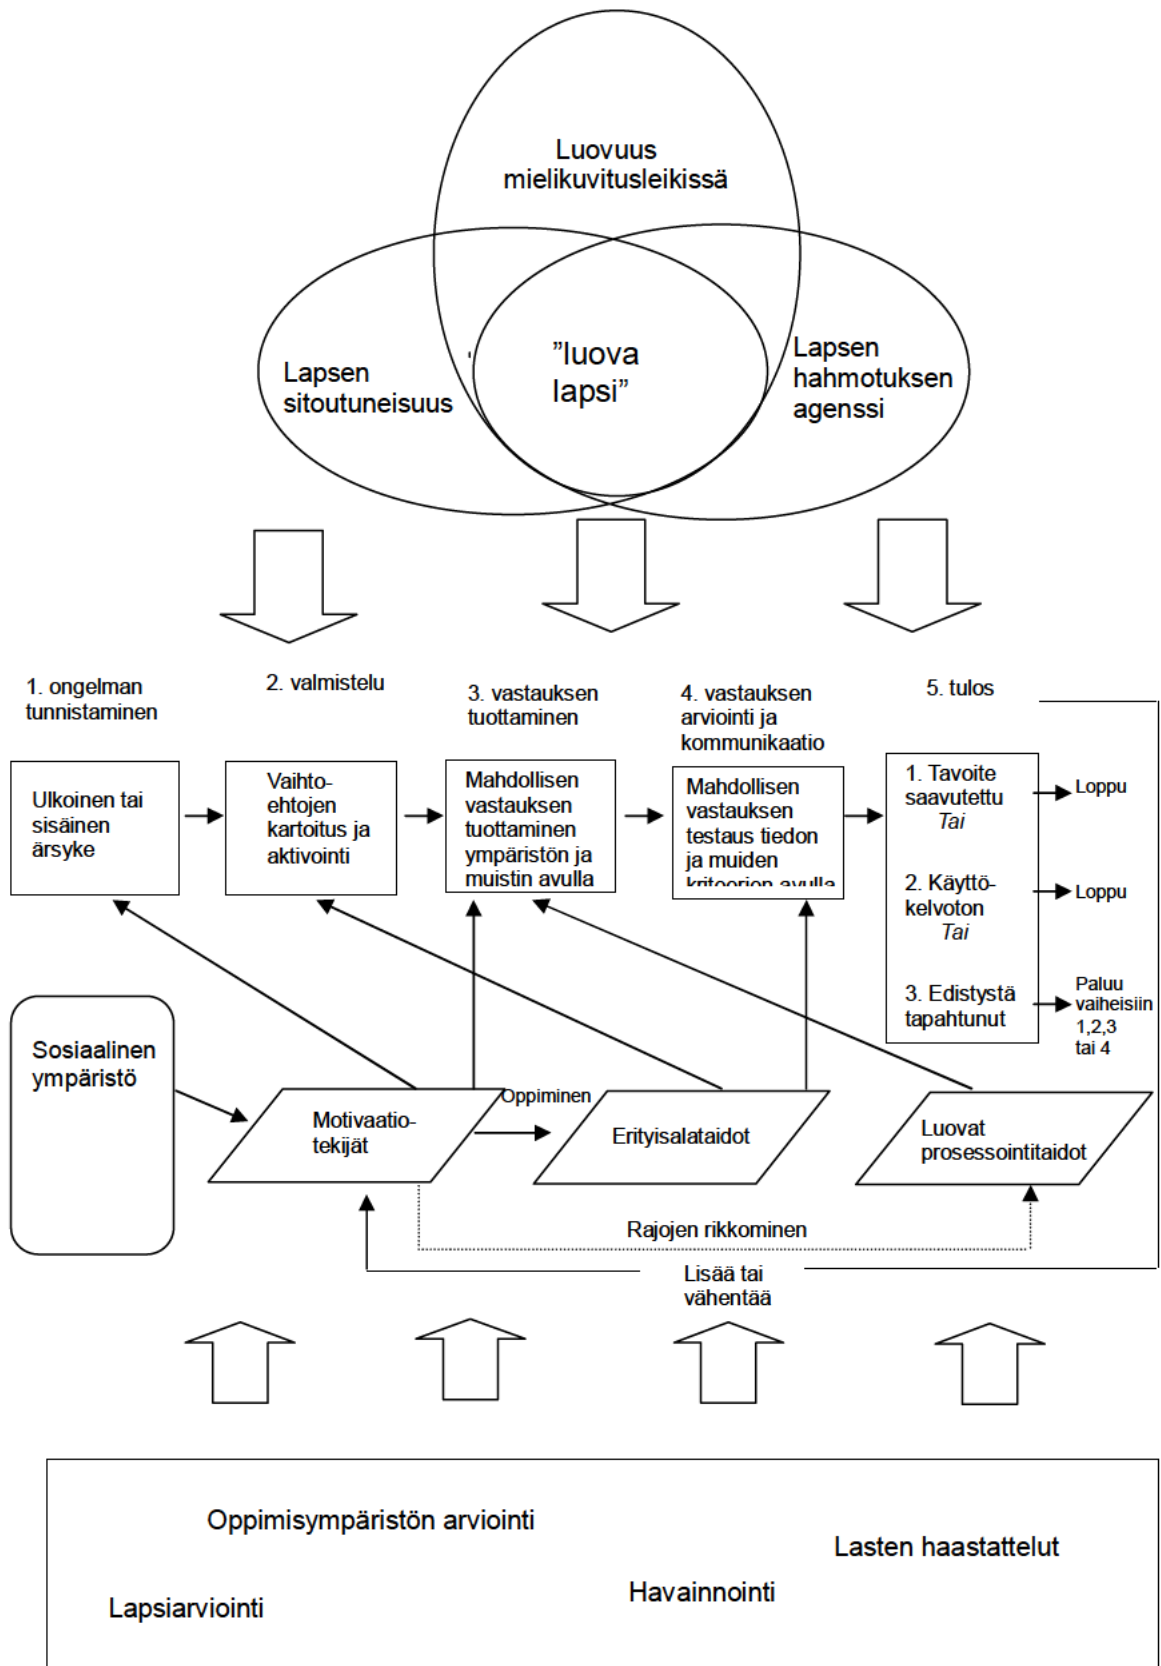 Luovuus
mielikuvitusleikissä
Lapsen
sitoutuneisuus
”luova
lapsi”
Lapsen
hahmotuksen
agenssi
1. ongelman
tunnistaminen
2. valmistelu
3. vastauksen
tuottaminen
4. vastauksen
arviointi ja
kommunikaatio
5. tulos
Ulkoinen tai
sisäinen
ärsyke
Vaihto-
ehtojen
kartoitus ja
aktivointi
Mahdollisen
vastauksen
tuottaminen
ympäristön ja
muistin avulla
Mahdollisen
vastauksen
testaus tiedon
ja muiden
kriteerien avulla
1. Tavoite
saavutettu
Tai
2. Käyttö-
kelvoton
Tai
3. Edistystä
tapahtunut
Loppu
Loppu
Paluu
vaiheisiin
1,2,3
tai 4
Sosiaalinen
ympäristö
Motivaatio-
tekijät
Oppiminen
Erityisalataidot
Luovat
prosessointitaidot
Rajojen rikkominen
Lisää tai
vähentää
Oppimisympäristön arviointi
Lasten haastattelut
Havainnointi
Lapsiarviointi